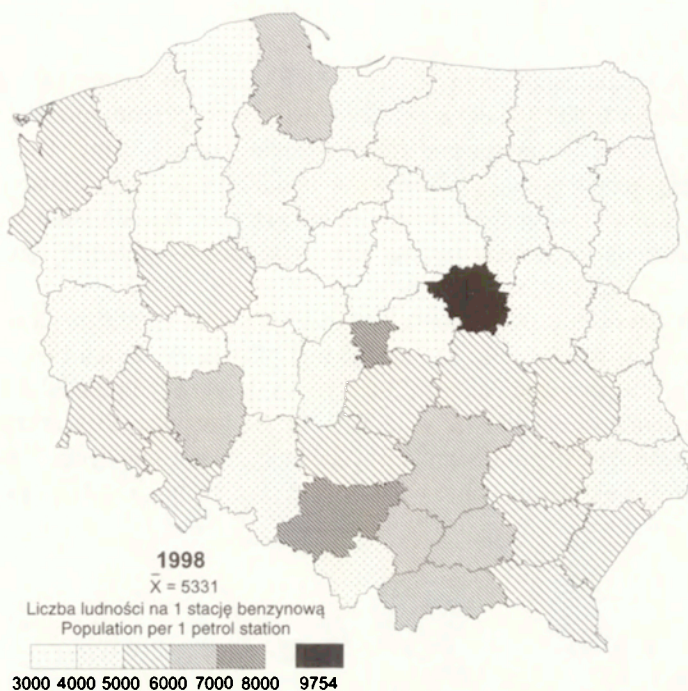 1998
X̄ = 5331
Liczba ludności na 1 stację benzynową
Population per 1 petrol station
3000 4000 5000 6000 7000 8000 9754